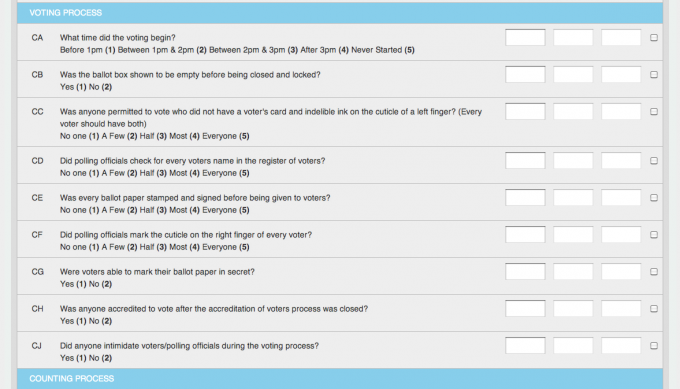 VOTING PROCESS
CA What time did the voting begin?
Before 1pm (1) Between 1pm & 2pm (2) Between 2pm & 3pm (3) After 3pm (4) Never Started (5)
CB Was the ballot box shown to be empty before being closed and locked?
Yes (1) No (2)
CC Was anyone permitted to vote who did not have a voter's card and indelible ink on the cuticle of a left finger? (Every
voter should have both)
No one (1) A Few (2) Half (3) Most (4) Everyone (5)
CD Did polling officials check for every voters name in the register of voters?
No one (1) A Few (2) Half (3) Most (4) Everyone (5)
CE Was every ballot paper stamped and signed before being given to voters?
No one (1) A Few (2) Half (3) Most (4) Everyone (5)
CF Did polling officials mark the cuticle on the right finger of every voter?
No one (1) A Few (2) Half (3) Most (4) Everyone (5)
CG Were voters able to mark their ballot paper in secret?
Yes (1) No (2)
CH Was anyone accredited to vote after the accreditation of voters process was closed?
Yes (1) No (2)
CJ Did anyone intimidate voters/polling officials during the voting process?
Yes (1) No (2)
COUNTING PROCESS